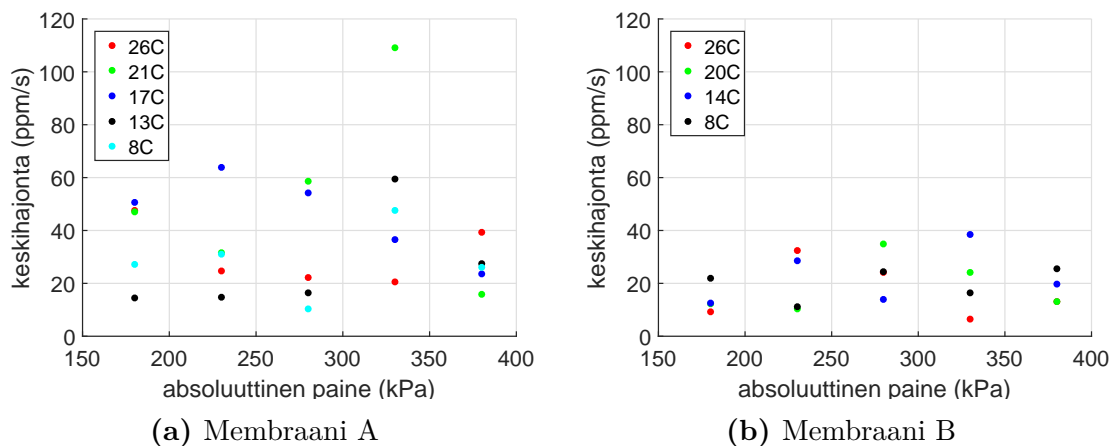 keskihajonta (ppm/s)
120
100
80
60
40
20
0
26C
21C
17C
13C
8C
150 200 250 300 350 400
absoluuttinen paine (kPa)
(a) Membraani A
keskihajonta (ppm/s)
120
100
80
60
40
20
0
26C
20C
14C
8C
150 200 250 300 350 400
absoluuttinen paine (kPa)
(b) Membraani B